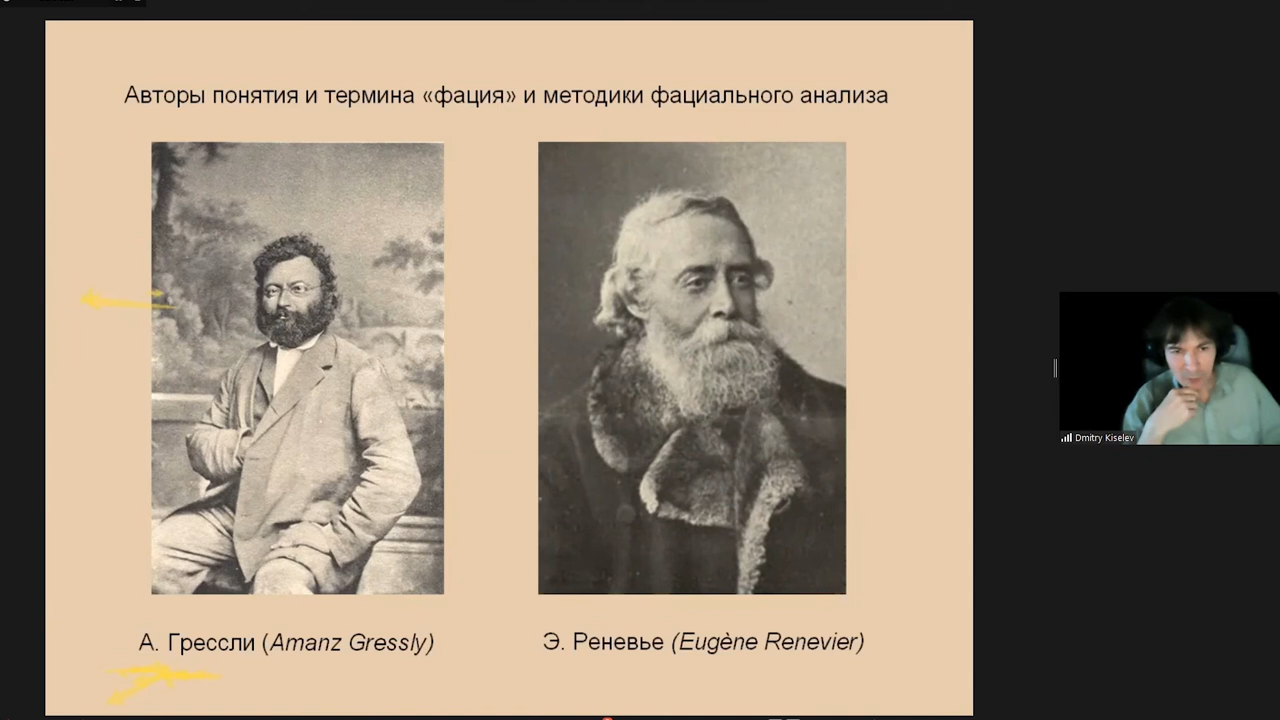 Авторы понятия и термина «фация» и методики фациального анализа
А. Грессли (Amanz Gressly)
Э. Реневье (Eugène Renevier)
Dmitry Kiselev